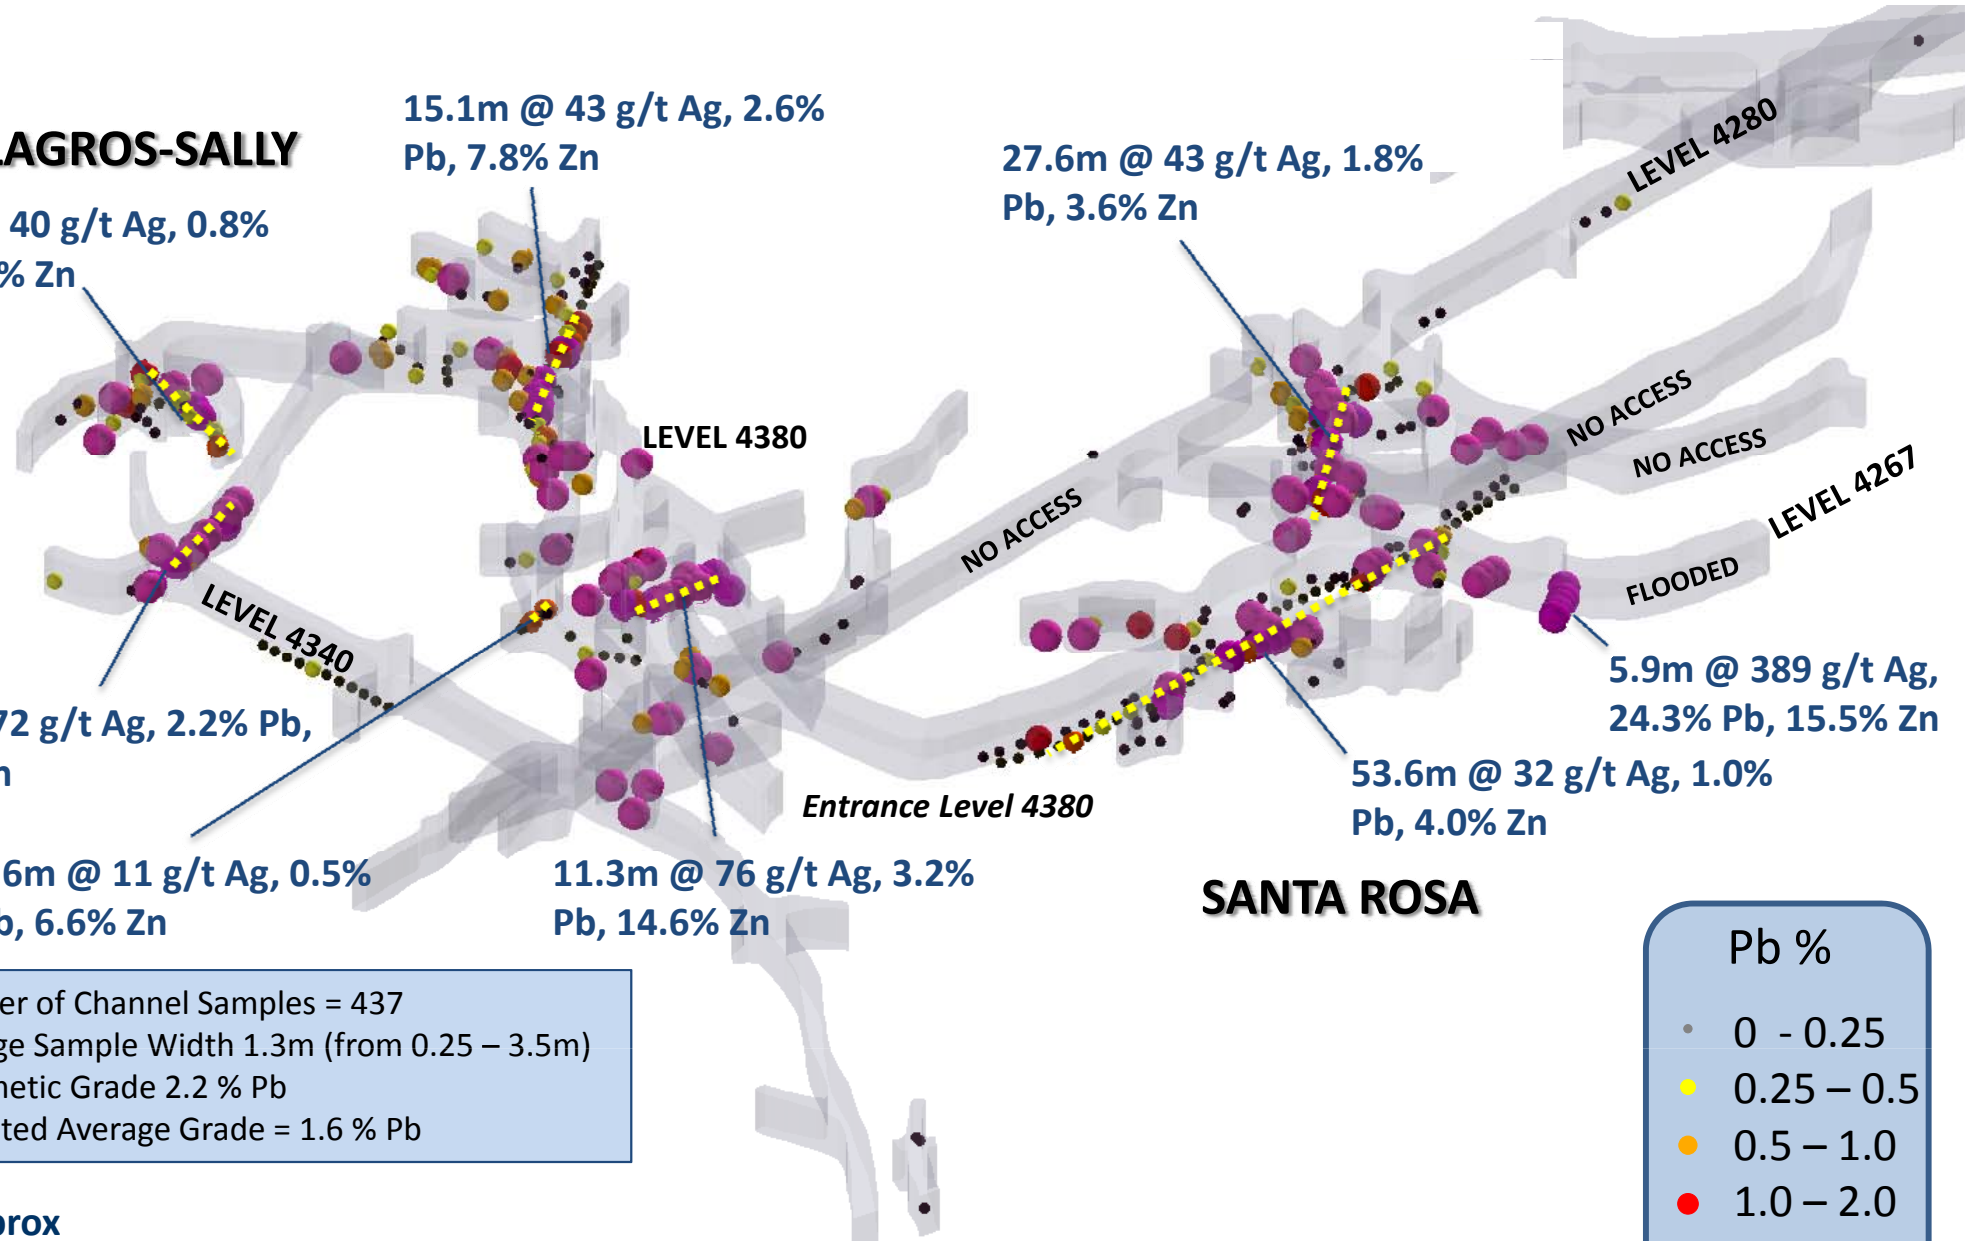 LAGROS-SALLY
15.1m @ 43 g/t Ag, 2.6%
Pb, 7.8% Zn
40 g/t Ag, 0.8%
% Zn
27.6m @ 43 g/t Ag, 1.8%
Pb, 3.6% Zn
LEVEL 4280
LEVEL 4380
NO ACCESS
NO ACCESS
NO ACCESS
LEVEL 4267
FLOODED
LEVEL 4340
5.9m @ 389 g/t Ag,
24.3% Pb, 15.5% Zn
72 g/t Ag, 2.2% Pb,
n
53.6m @ 32 g/t Ag, 1.0%
Pb, 4.0% Zn
Entrance Level 4380
6m @ 11 g/t Ag, 0.5%
b, 6.6% Zn
11.3m @ 76 g/t Ag, 3.2%
Pb, 14.6% Zn
SANTA ROSA
er of Channel Samples = 437
ge Sample Width 1.3m (from 0.25 – 3.5m)
metic Grade 2.2 % Pb
ted Average Grade = 1.6 % Pb
prox
Pb %
0 - 0.25
0.25 – 0.5
0.5 – 1.0
1.0 – 2.0